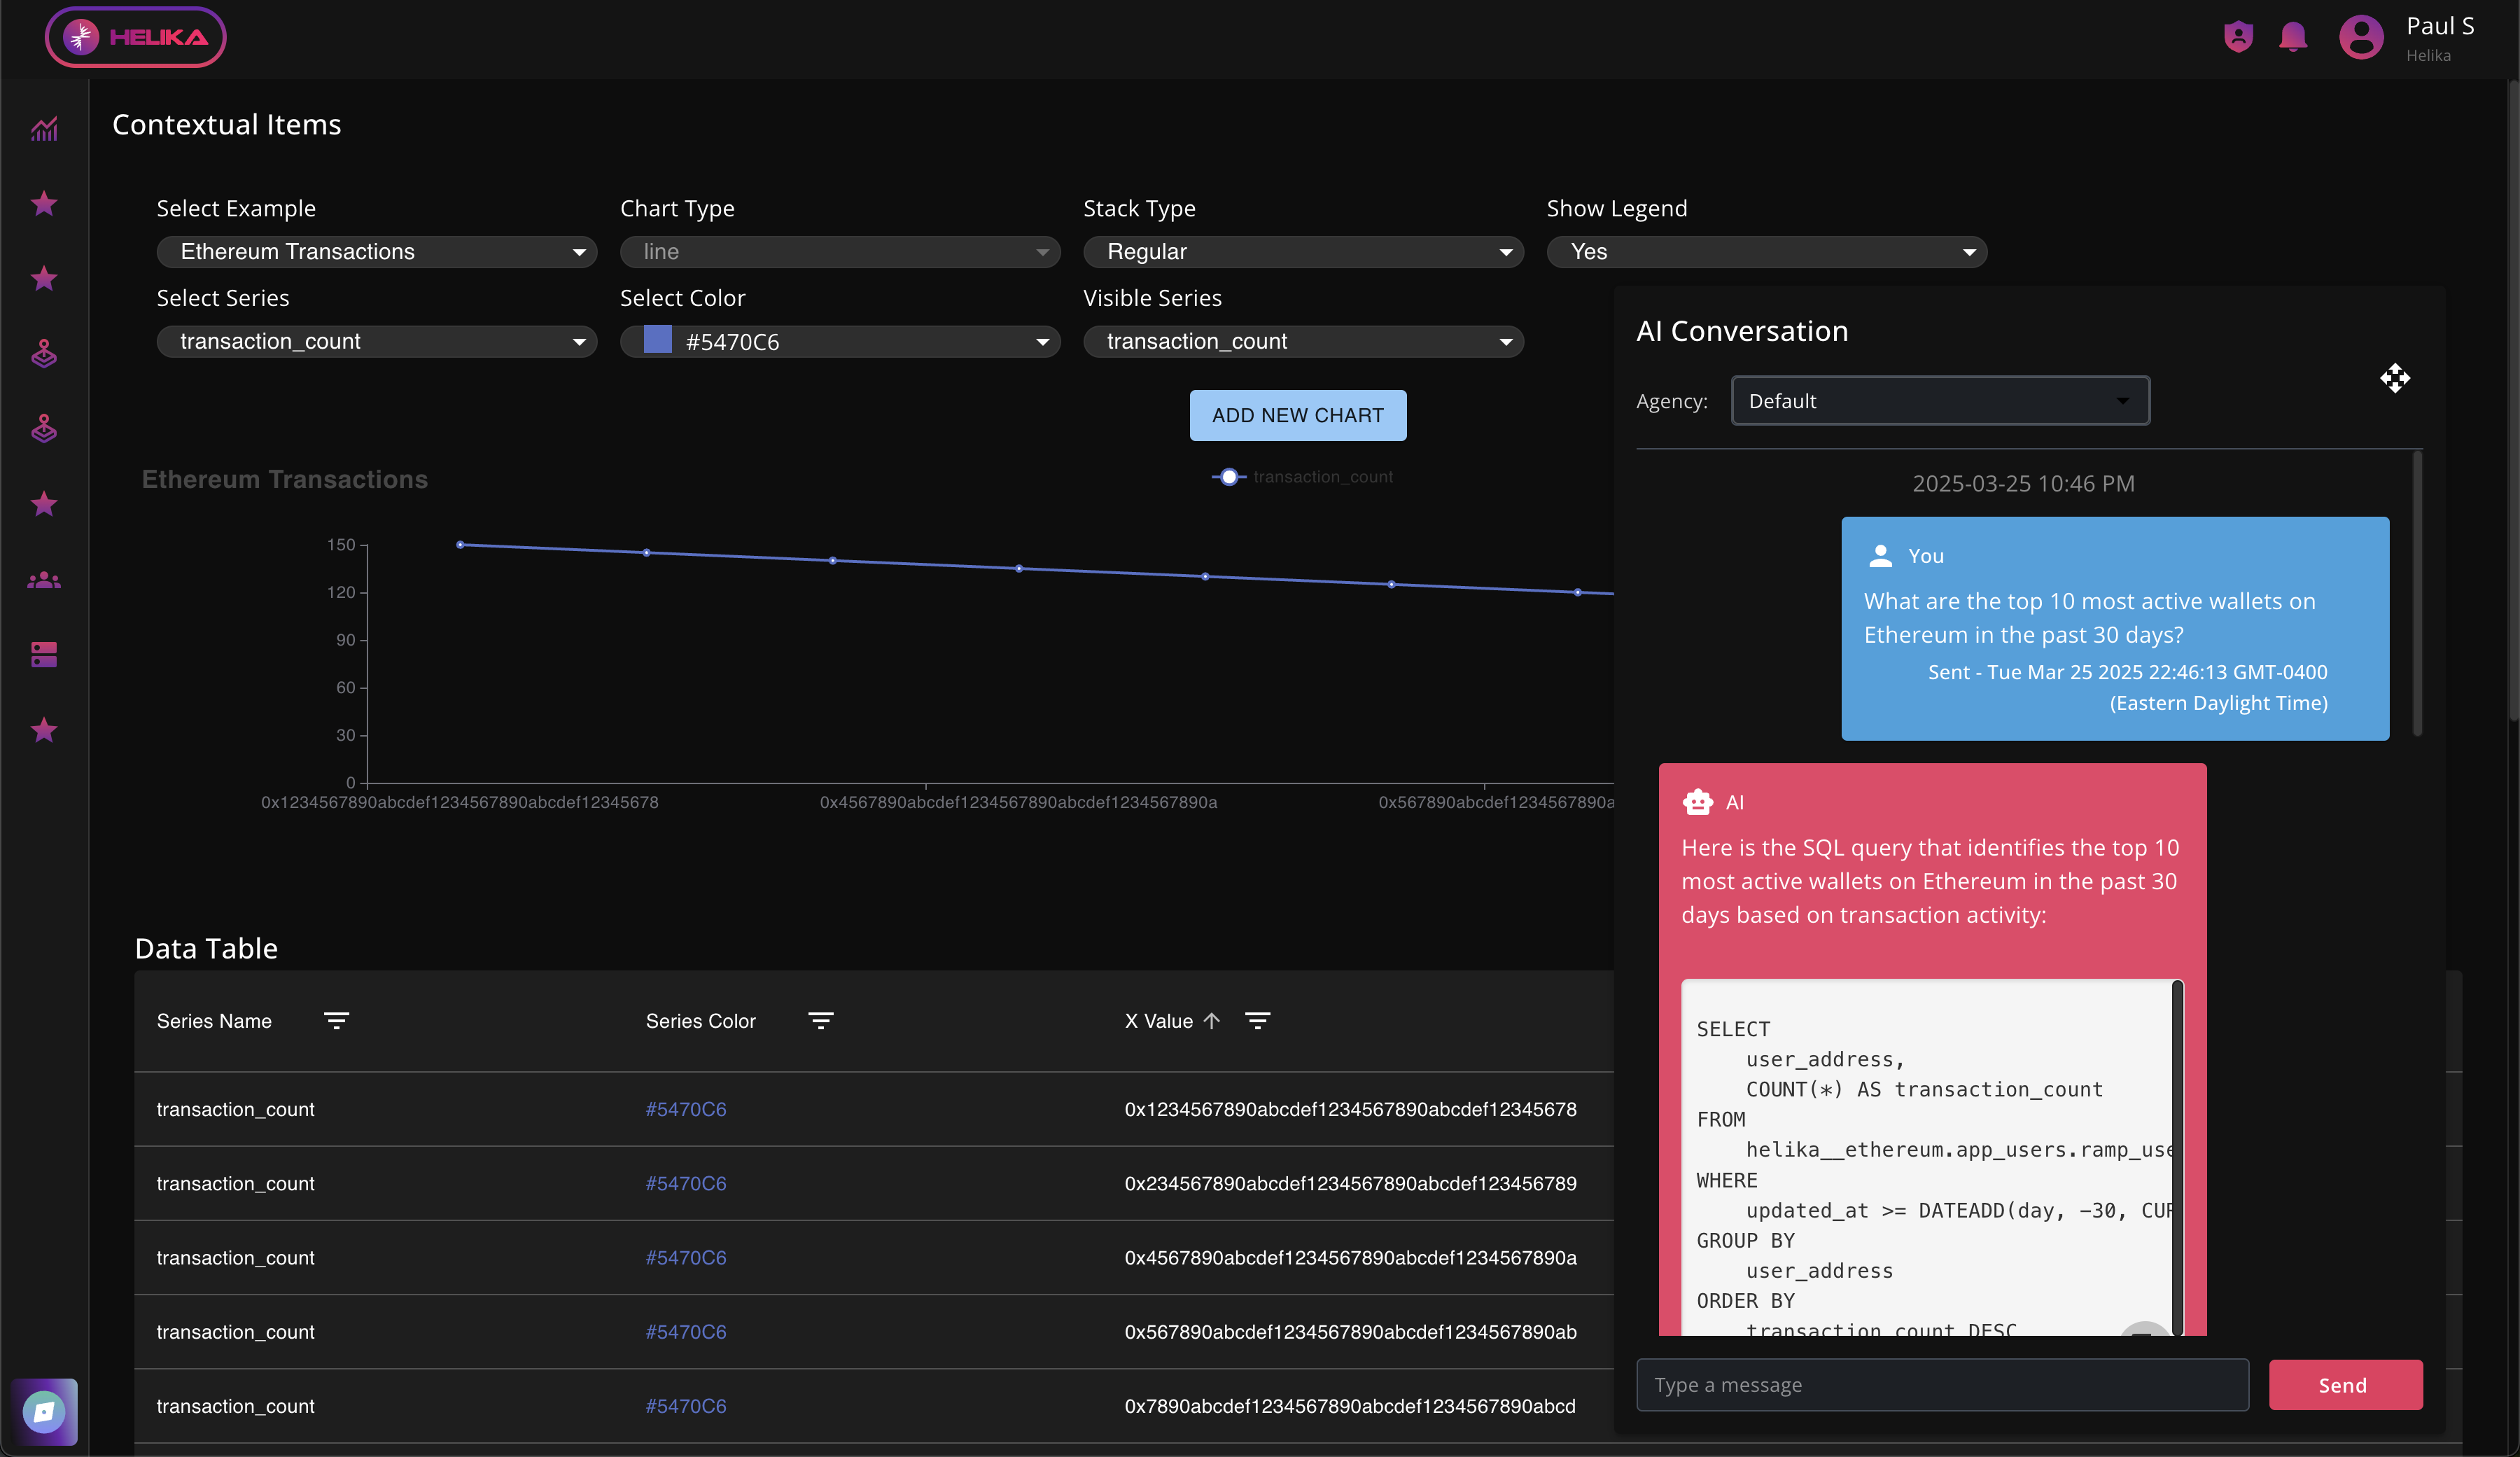 HELIKA
Paul S
Helika
Contextual Items
Select Example
Chart Type
Stack Type
Show Legend
Ethereum Transactions
line
Regular
Yes
Select Series
Select Color
Visible Series
transaction_count
#5470C6
transaction_count
ADD NEW CHART
Ethereum Transactions
transaction_count
150
120
90
60
30
0
0x1234567890abcdef1234567890abcdef12345678
0x4567890abcdef1234567890abcdef1234567890a
0x567890abcdef1234567890a
Data Table
Series Name
Series Color
X Value
transaction_count
#5470C6
0x1234567890abcdef1234567890abcdef12345678
transaction_count
#5470C6
0x234567890abcdef1234567890abcdef123456789
transaction_count
#5470C6
0x4567890abcdef1234567890abcdef1234567890a
transaction_count
#5470C6
0x567890abcdef1234567890abcdef1234567890ab
transaction_count
#5470C6
0x7890abcdef1234567890abcdef1234567890abcd
AI Conversation
Agency:
Default
2025-03-25 10:46 PM
You
What are the top 10 most active wallets on
Ethereum in the past 30 days?
Sent - Tue Mar 25 2025 22:46:13 GMT-0400
(Eastern Daylight Time)
AI
Here is the SQL query that identifies the top 10
most active wallets on Ethereum in the past 30
days based on transaction activity:
SELECT
user_address,
COUNT(*) AS transaction_count
FROM
helika__ethereum.app_users.ramp_use
WHERE
updated_at >= DATEADD(day, -30, CUR
GROUP BY
user_address
ORDER BY
transaction_count DESC
Type a message
Send